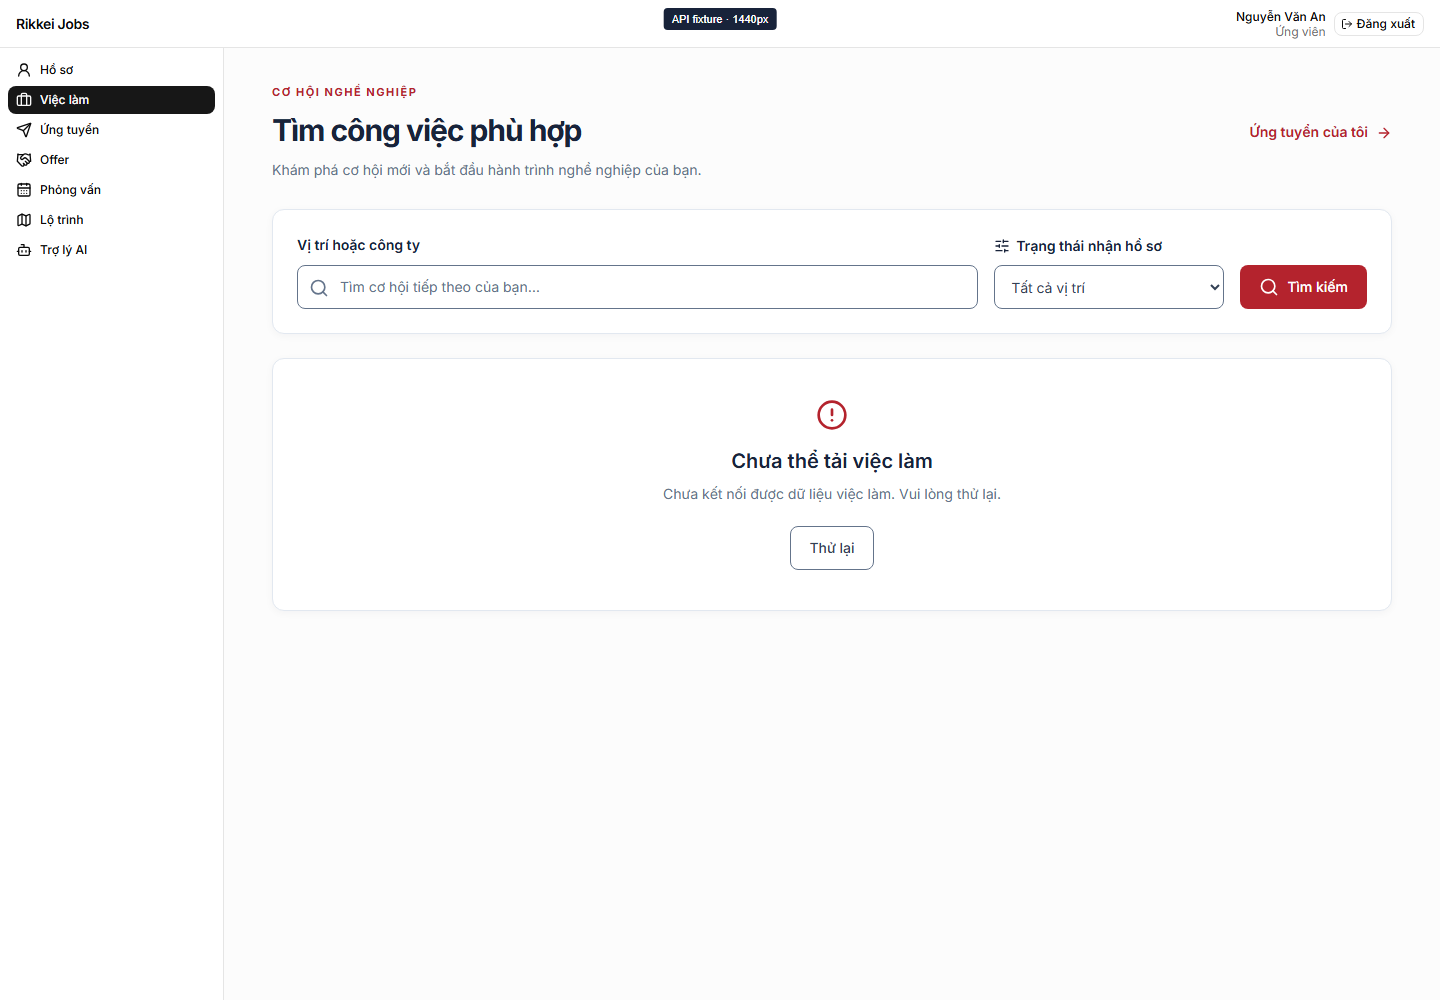 Rikkei Jobs
API fixture · 1440px
Nguyễn Văn An
Ứng viên
Đăng xuất
Hồ sơ
Việc làm
Ứng tuyển
Offer
Phỏng vấn
Lộ trình
Trợ lý AI
CƠ HỘI NGHỀ NGHIỆP
Tìm công việc phù hợp
Ứng tuyển của tôi
Khám phá cơ hội mới và bắt đầu hành trình nghề nghiệp của bạn.
Vị trí hoặc công ty
Trạng thái nhận hồ sơ
Tìm cơ hội tiếp theo của bạn...
Tất cả vị trí
Tìm kiếm
Chưa thể tải việc làm
Chưa kết nối được dữ liệu việc làm. Vui lòng thử lại.
Thử lại